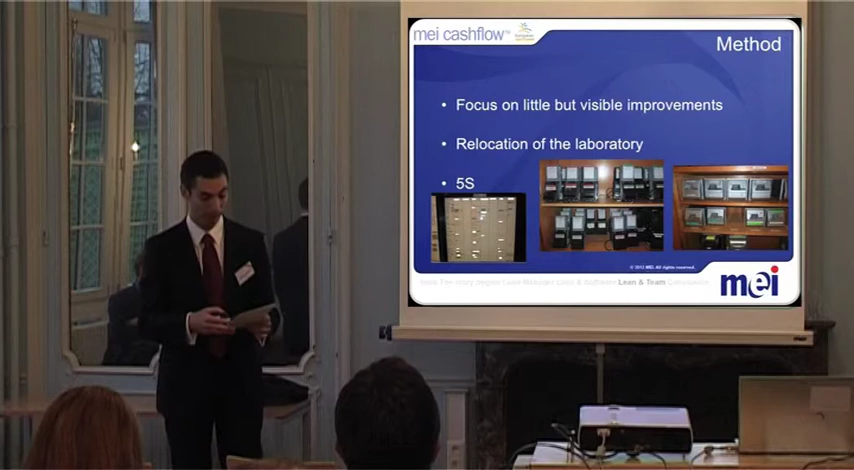 mei cashflow™
Method
• Focus on little but visible improvements
• Relocation of the laboratory
• 5S
© 2012 MEI. All rights reserved.
Lean & Team
mei